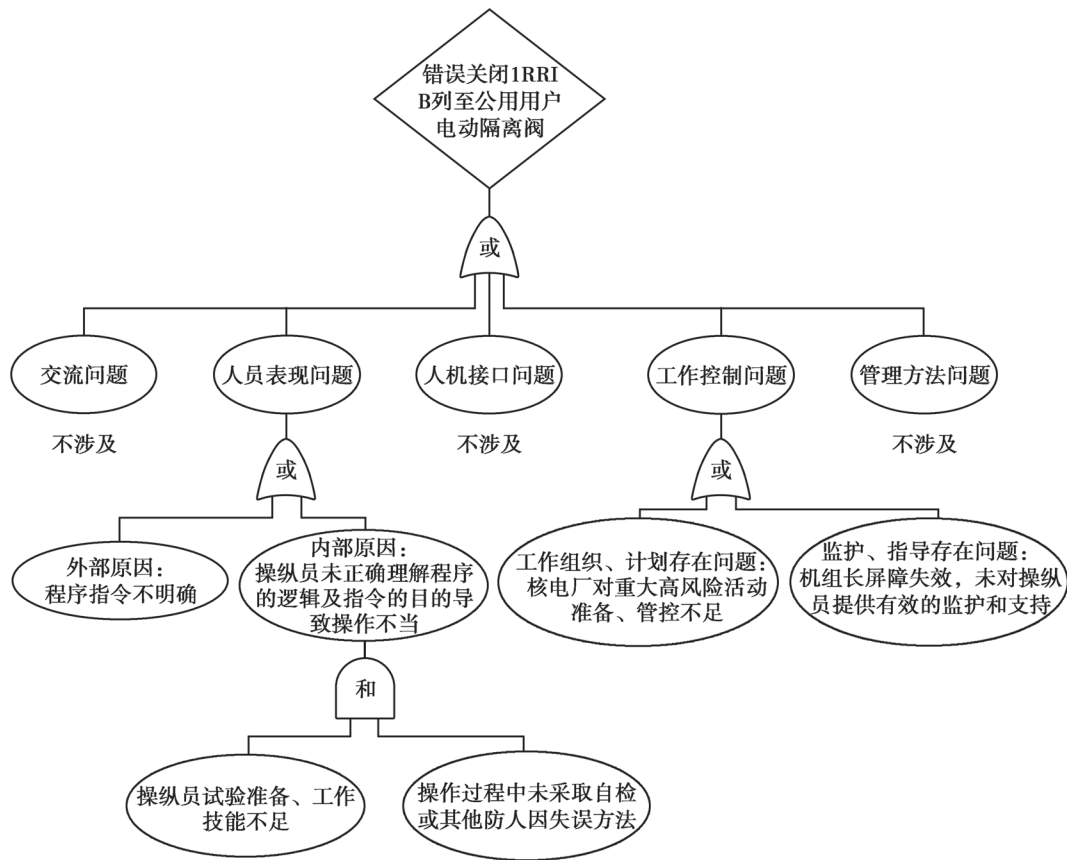 错误关闭1RRI
B列至公用用户
电动隔离阀
或
交流问题
人员表现问题
人机接口问题
工作控制问题
管理方法问题
不涉及
或
不涉及
或
不涉及
外部原因：
程序指令不明确
内部原因：
操纵员未正确理解程序
的逻辑及指令的目的导
致操作不当
工作组织、计划存在问题：
核电厂对重大高风险活动
准备、管控不足
监护、指导存在问题：
机组长屏障失效，未对操纵
员提供有效的监护和支持
和
操纵员试验准备、工作
技能不足
操作过程中未采取自检
或其他防人因失误方法